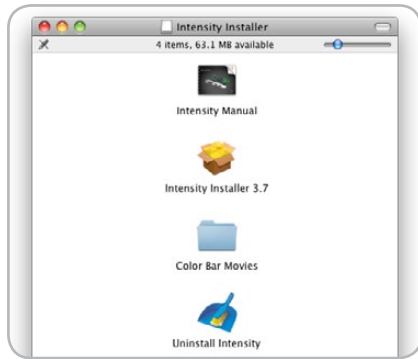 Intensity Installer
4 items, 63.1 MB available
Intensity Manual
Intensity Installer 3.7
Color Bar Movies
Uninstall Intensity